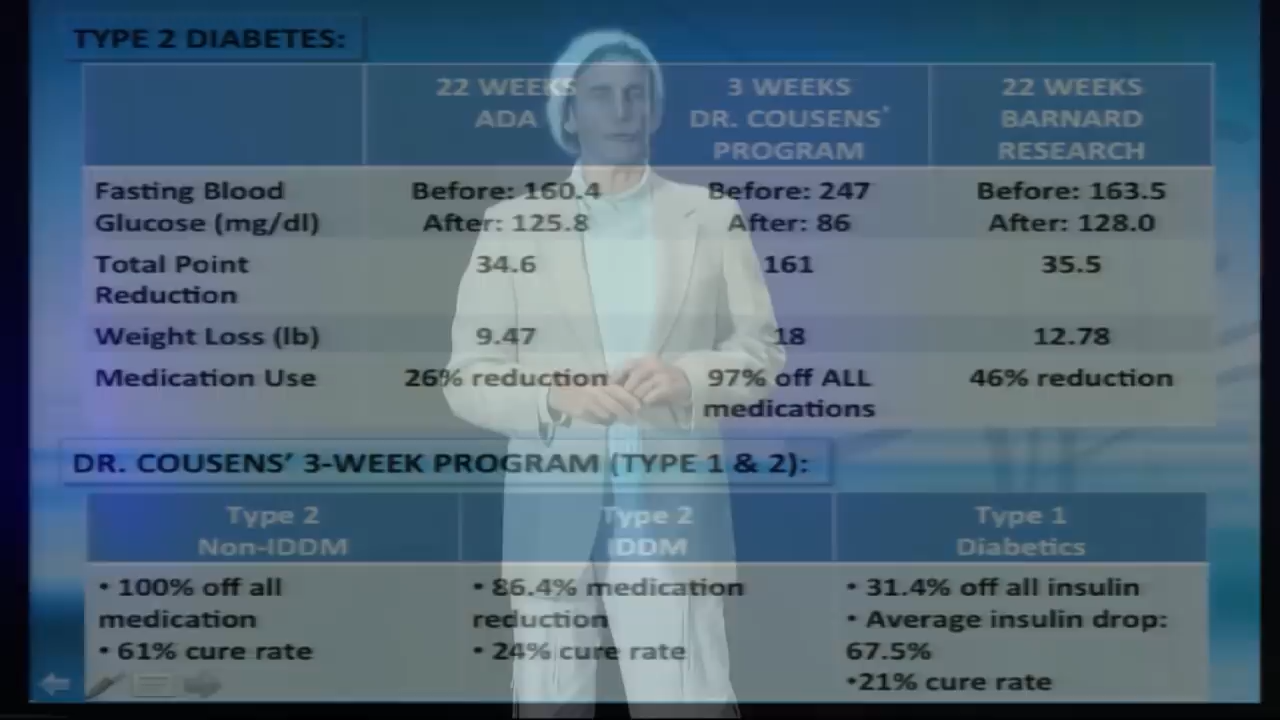 TYPE 2 DIABETES:
22 WEEKS
ADA
3 WEEKS
DR. COUSENS'*
PROGRAM
22 WEEKS
BARNARD
RESEARCH
Fasting Blood
Glucose (mg/dl)
Before: 160.4
After: 125.8
Before: 247
After: 86
Before: 163.5
After: 128.0
Total Point
Reduction
34.6
161
35.5
Weight Loss (lb)
9.47
18
12.78
Medication Use
26% reduction
97% off ALL
medications
46% reduction
DR. COUSENS' 3-WEEK PROGRAM (TYPE 1 & 2):
Type 2
Non-IDDM
Type 2
IDDM
Type 1
Diabetics
• 100% off all
medication
• 61% cure rate
• 86.4% medication
reduction
• 24% cure rate
• 31.4% off all insulin
• Average insulin drop:
67.5%
•21% cure rate